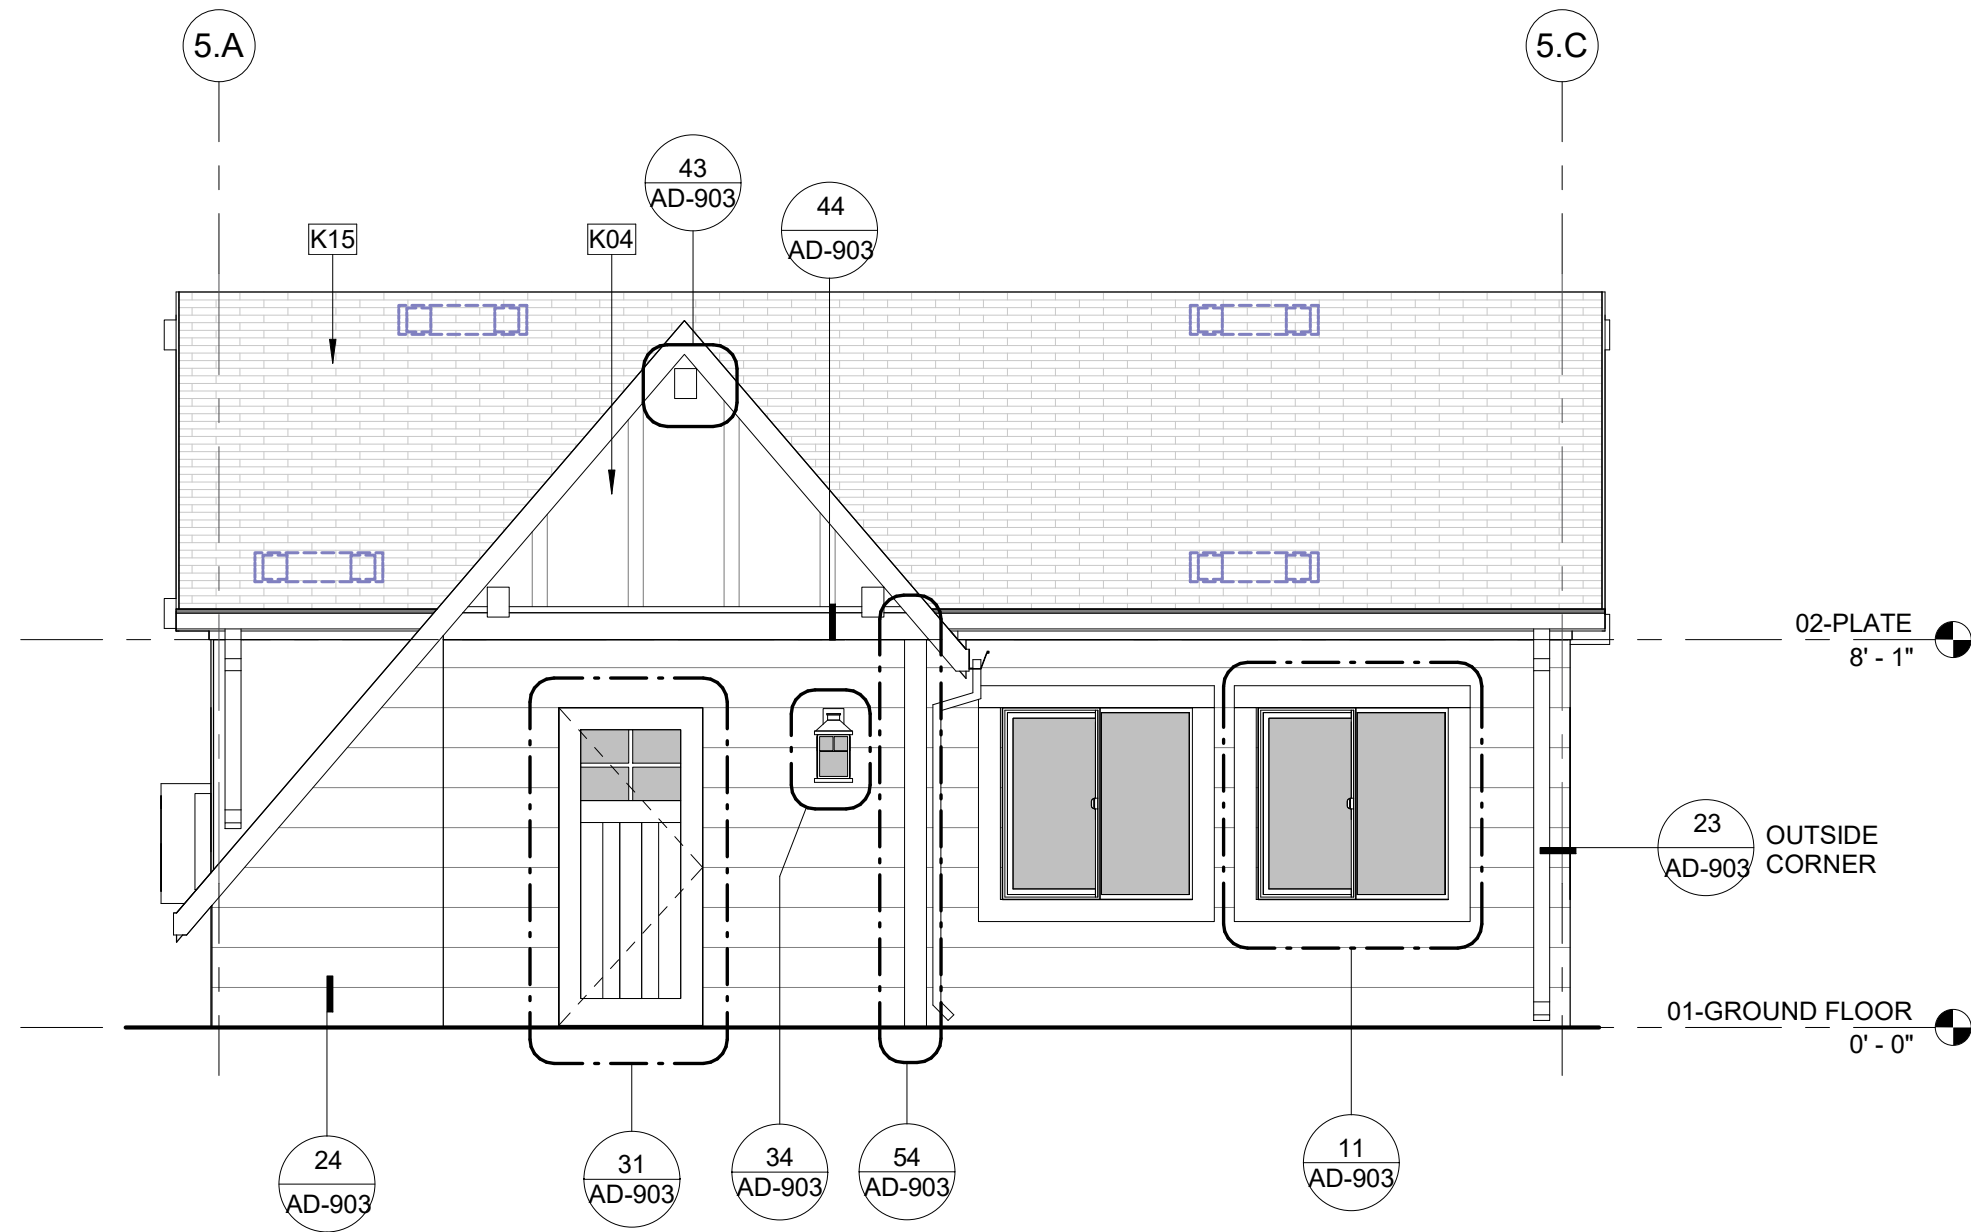 5.A
5.C
43
AD-903
44
AD-903
K15
K04
02-PLATE
8' - 1"
23
AD-903
OUTSIDE
CORNER
01-GROUND FLOOR
0' - 0"
24
AD-903
31
AD-903
34
AD-903
54
AD-903
11
AD-903